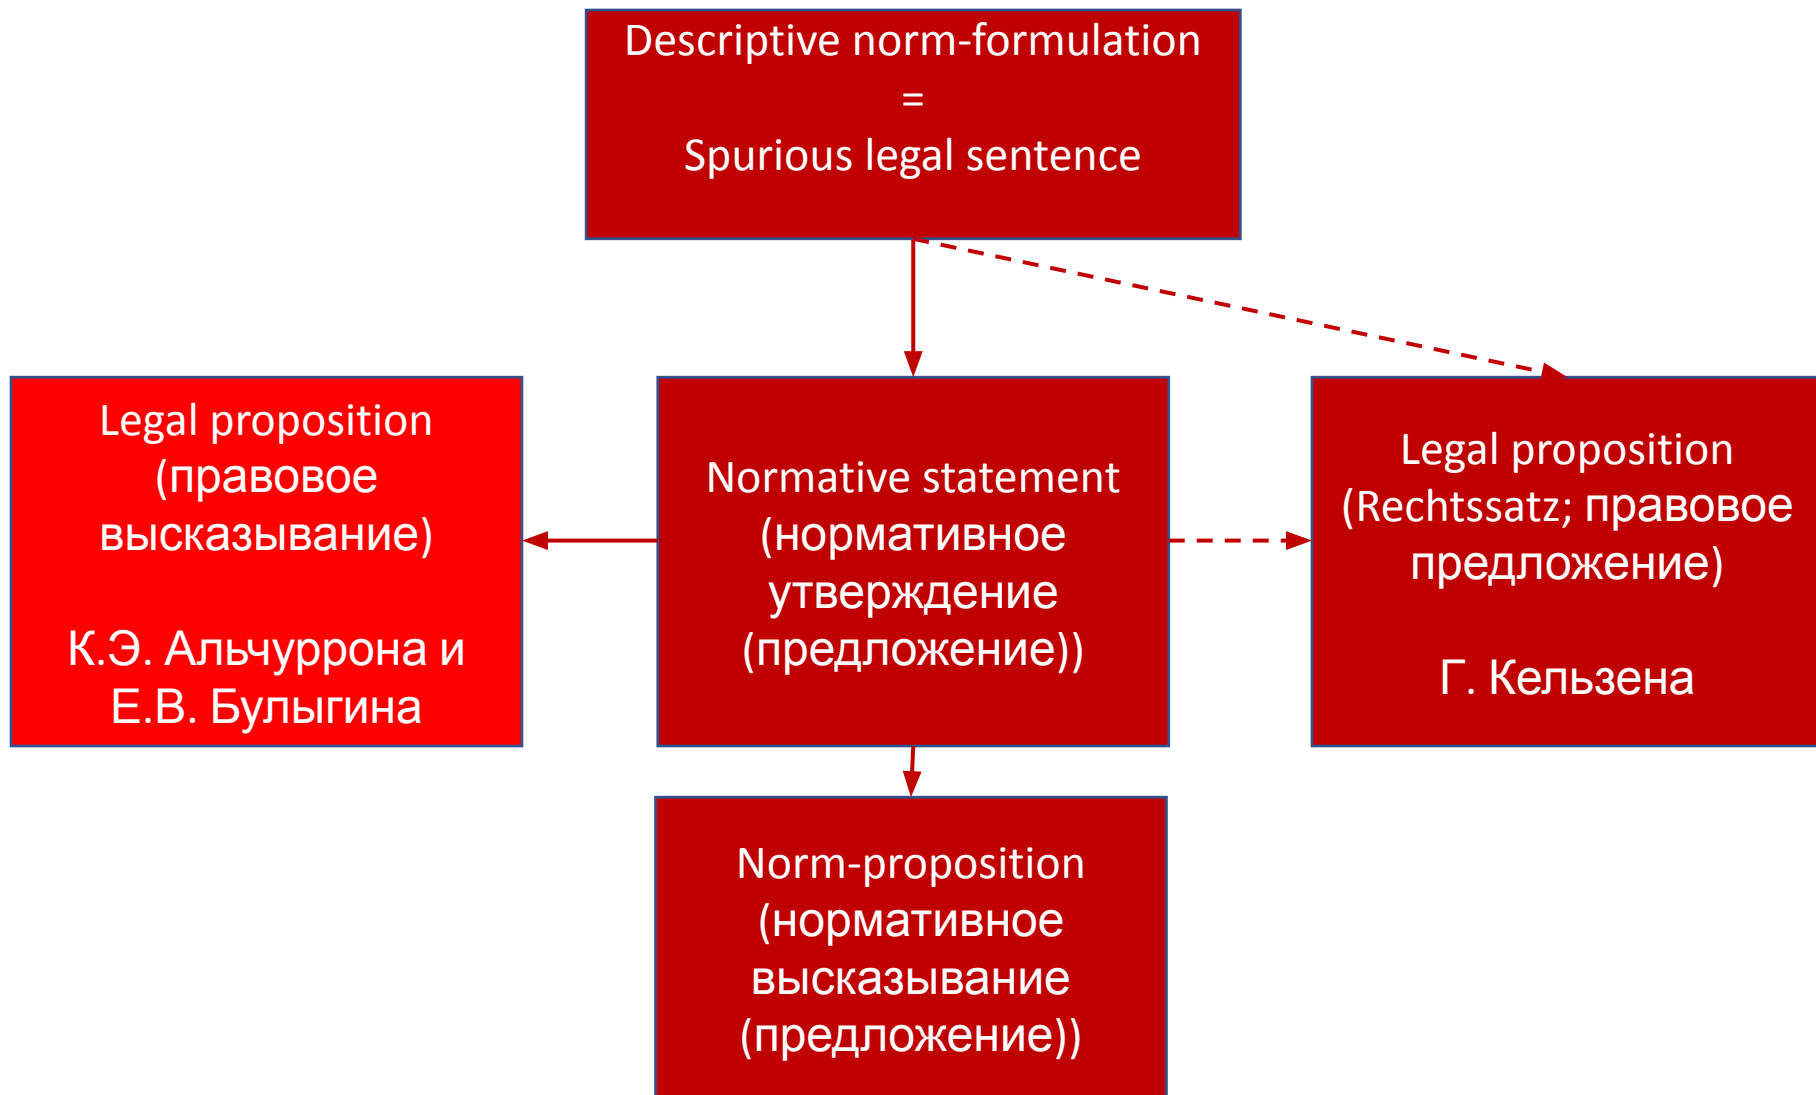 Descriptive norm-formulation
=
Spurious legal sentence
Legal proposition
(правовое
высказывание)
К.Э. Альчуррона и
Е.В. Булыгина
Normative statement
(нормативное
утверждение
(предложение))
Legal proposition
(Rechtssatz; правовое
предложение)
Г. Кельзена
Norm-proposition
(нормативное
высказывание
(предложение))